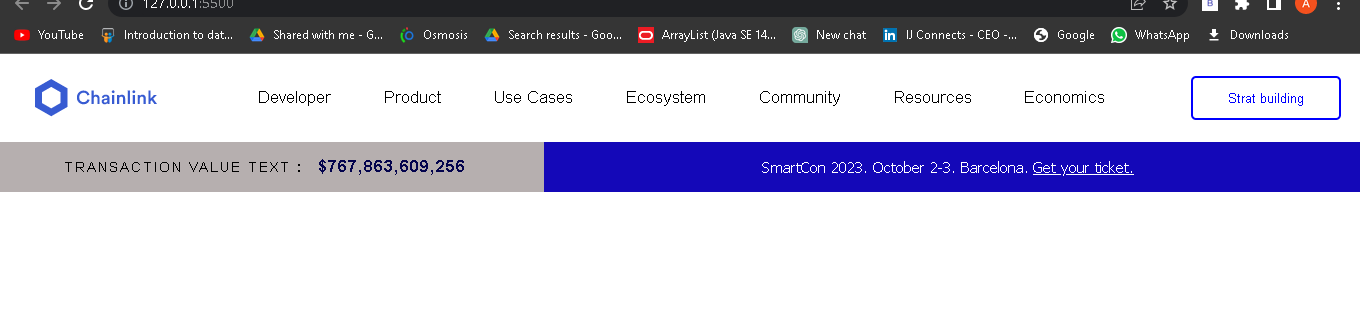 127.0.0.1:5500
A
YouTube Introduction to dat... Shared with me - G... Osmosis Search results - Goo... ArrayList (Java SE 14... New chat IJ Connects - CEO -... Google WhatsApp Downloads
Chainlink Developer Product Use Cases Ecosystem Community Resources Economics Strat building
TRANSACTION VALUE TEXT : $767,863,609,256 SmartCon 2023. October 2-3. Barcelona. Get your ticket.